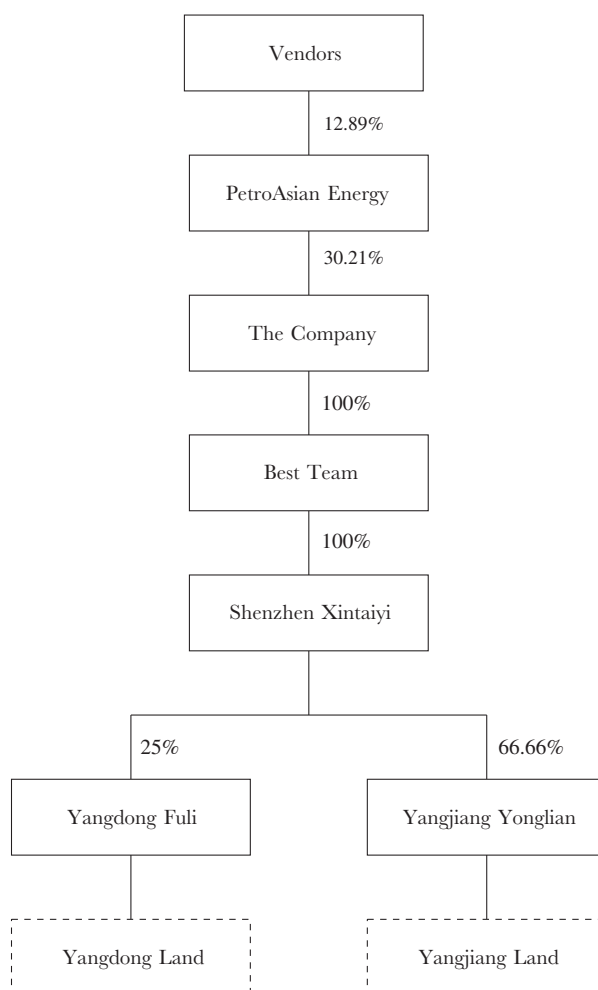 Vendors
12.89%
PetroAsian Energy
30.21%
The Company
100%
Best Team
100%
Shenzhen Xintaiyi
25%
66.66%
Yangdong Fuli
Yangjiang Yonglian
Yangdong Land
Yangjiang Land